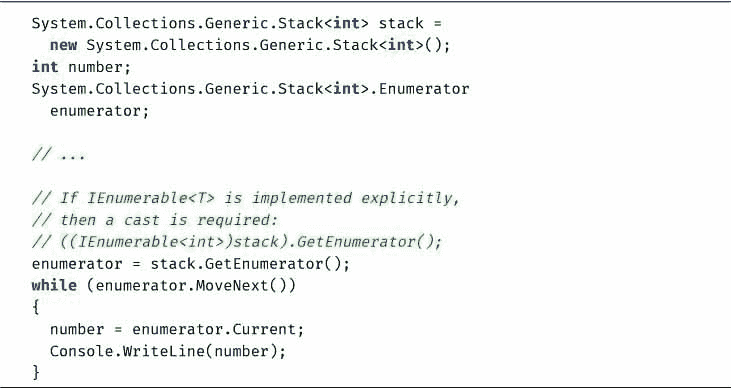 System.Collections.Generic.Stack<int> stack =
  new System.Collections.Generic.Stack<int>();
int number;
System.Collections.Generic.Stack<int>.Enumerator
  enumerator;

// ...

// If IEnumerable<T> is implemented explicitly,
// then a cast is required:
// ((IEnumerable<int>)stack).GetEnumerator();
enumerator = stack.GetEnumerator();
while (enumerator.MoveNext())
{
  number = enumerator.Current;
  Console.WriteLine(number);
}